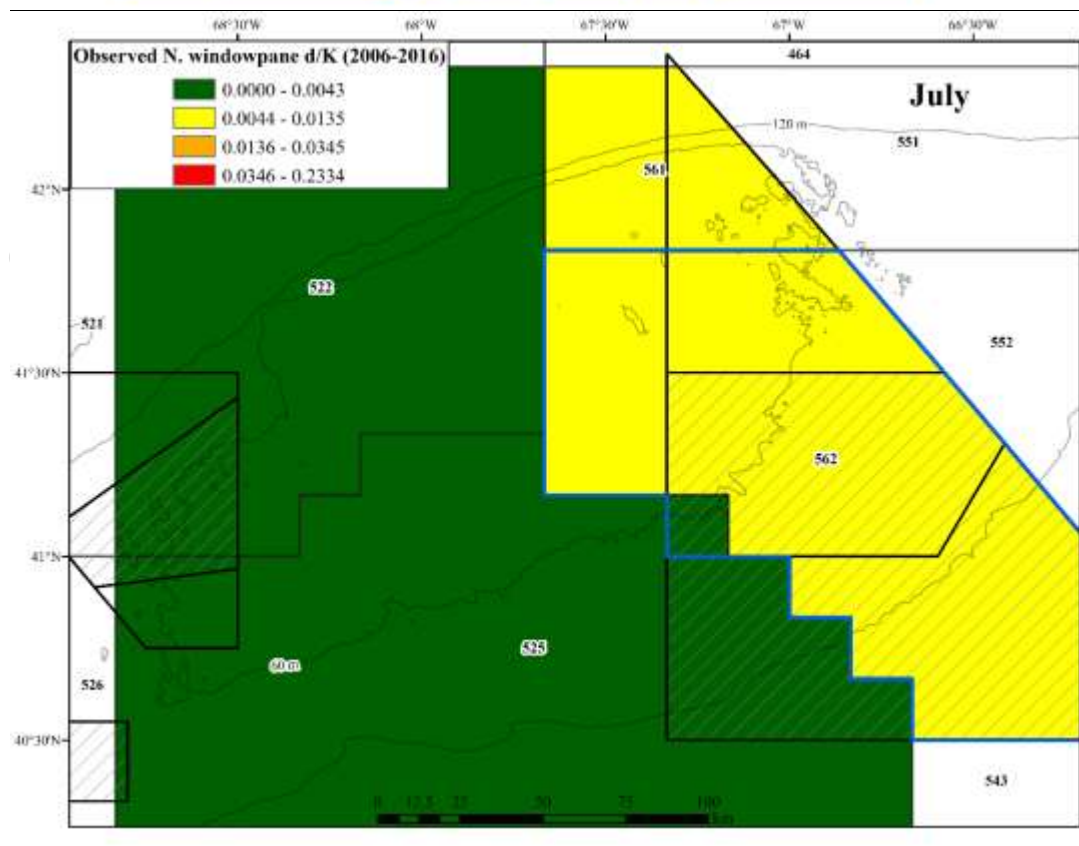 68°30'W 68°W 67°30'W 67°W 66°30'W
Observed N. windowpane d/K (2006-2016)
0.0000 - 0.0043
0.0044 - 0.0135
0.0136 - 0.0345
0.0346 - 0.2334
464
July
120 m
551
561
42°N
522
521
552
41°30'N
562
41°N
525
60 m
526
40°30'N
543
0 12.5 25 50 75 100
km